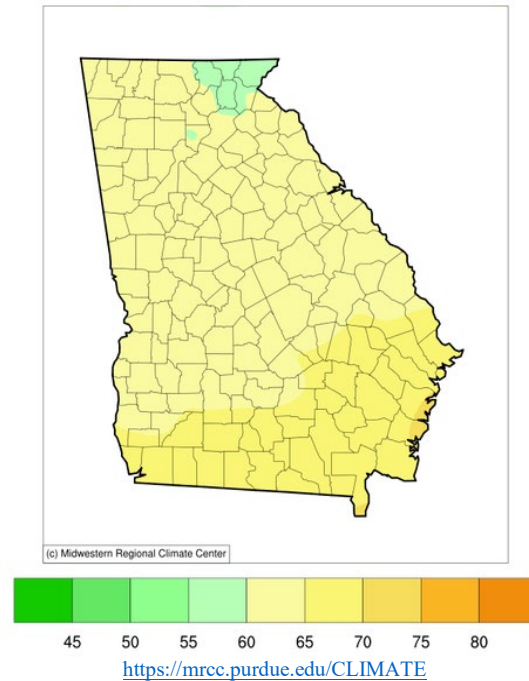 (c) Midwestern Regional Climate Center
45 50 55 60 65 70 75 80
https://mrcc.purdue.edu/CLIMATE